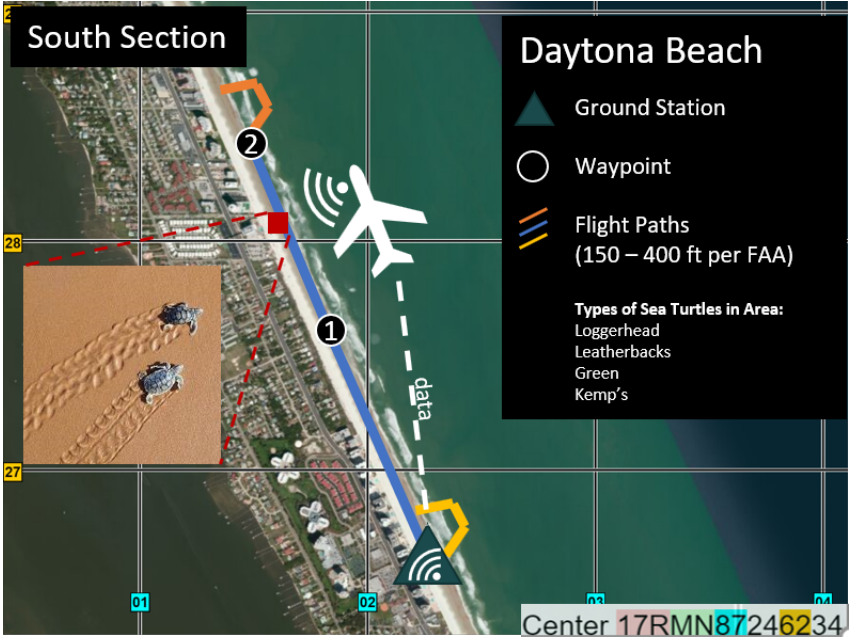 South Section
Daytona Beach
Ground Station
Waypoint
Flight Paths
(150 – 400 ft per FAA)
Types of Sea Turtles in Area:
Loggerhead
Leatherbacks
Green
Kemp's
2
28
1
data
27
01
02
03
04
Center 17RMN87246234